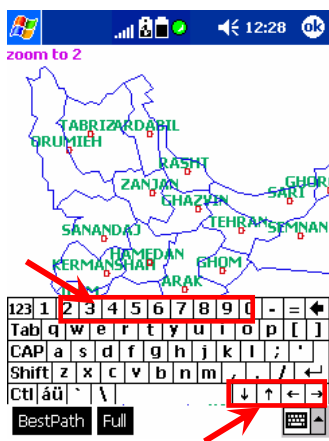 12:28 ok
zoom to 2
TABRIZ ARDABIL
ORUMIEH
RASHT
ZANJAN
GHAZVIN
SARI
TEHRAN SEMNAN
SANANDAJ
HAMEDAN
KERMANSHAH
GHOM
ARAK
123 1 2 3 4 5 6 7 8 9 0 - = 🡄
Tab q w e r t y u i o p [ ]
CAP a s d f g h j k l ; '
Shift z x c v b n m , . / ↵
Ctl áü ` \ ↓ ↑ ← →
BestPath Full